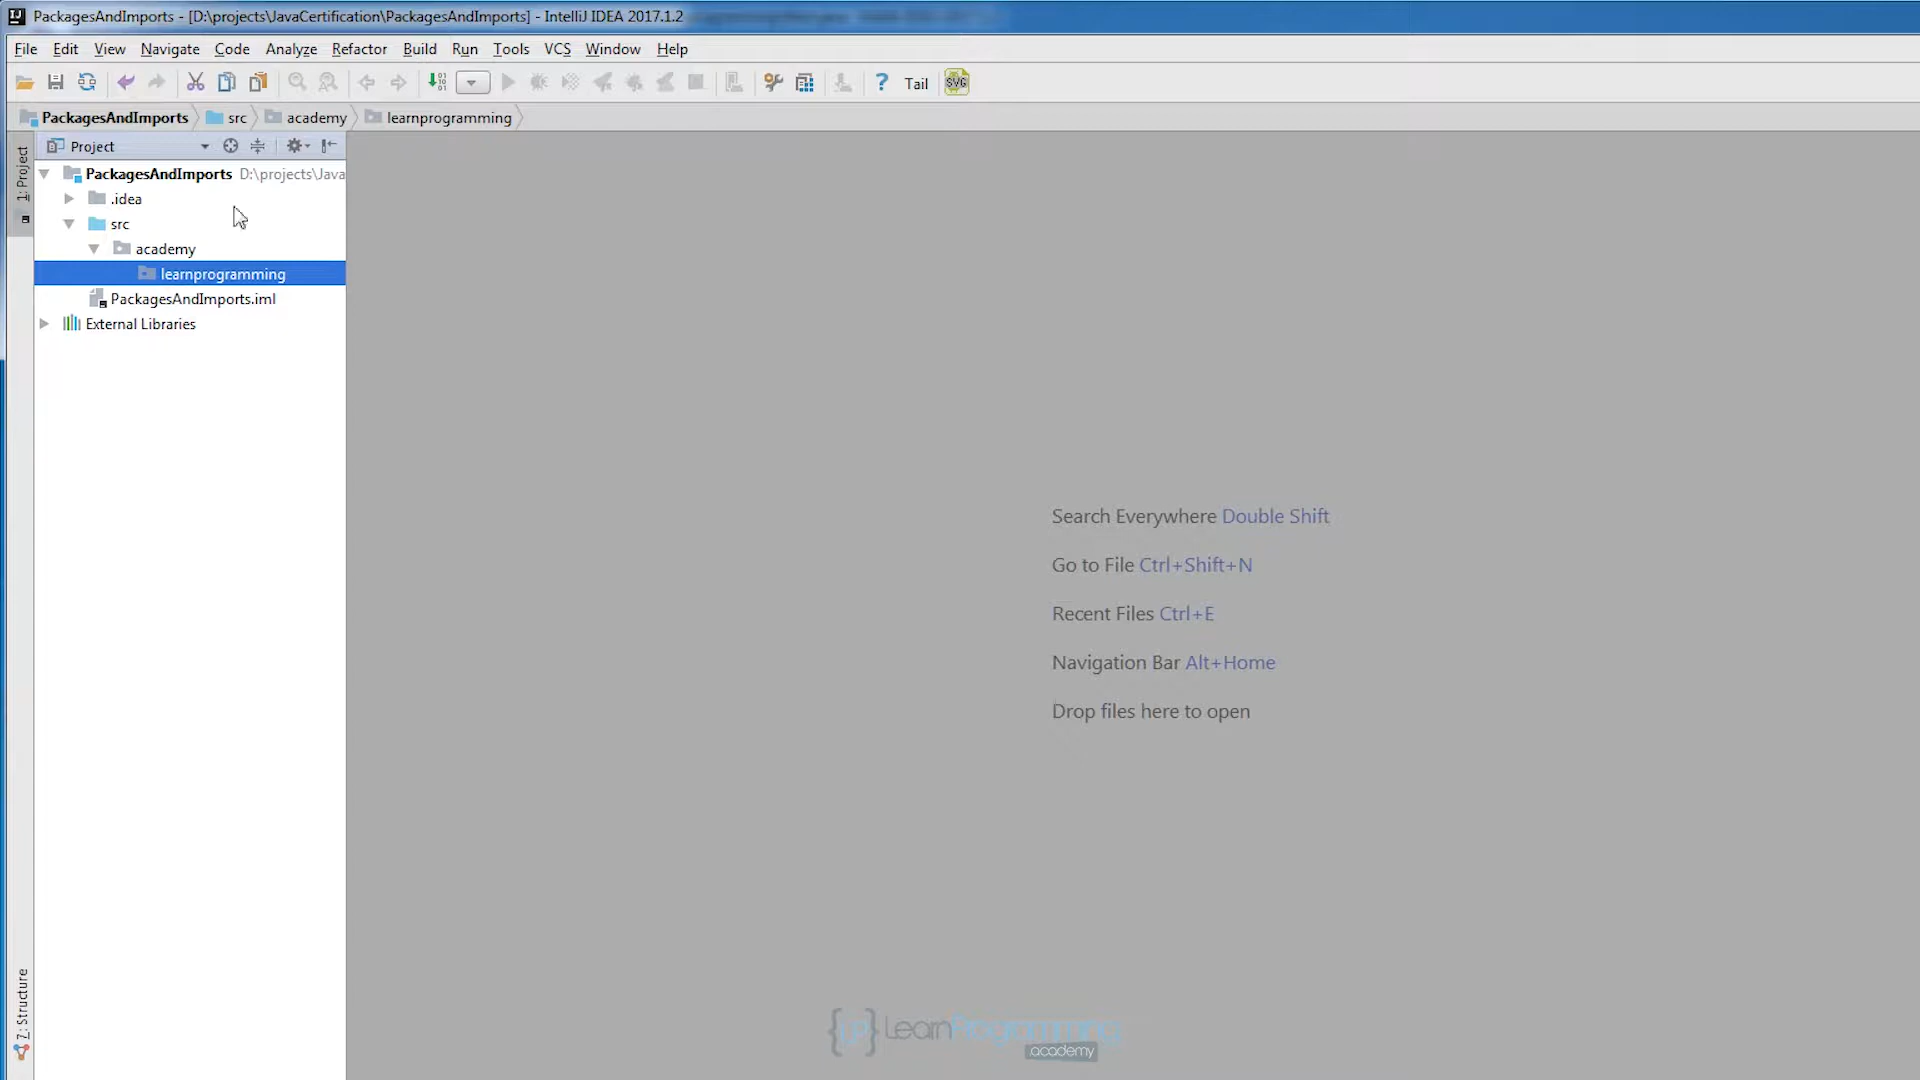 PackagesAndImports - [D:\projects\JavaCertification\PackagesAndImports] - IntelliJ IDEA 2017.1.2
File Edit View Navigate Code Analyze Refactor Build Run Tools VCS Window Help
Tail SVG
PackagesAndImports src academy learnprogramming
1: Project
Project
PackagesAndImports D:\projects\Java
.idea
src
academy
learnprogramming
PackagesAndImports.iml
External Libraries
Search Everywhere Double Shift
Go to File Ctrl+Shift+N
Recent Files Ctrl+E
Navigation Bar Alt+Home
Drop files here to open
7: Structure
LearnProgramming
.academy